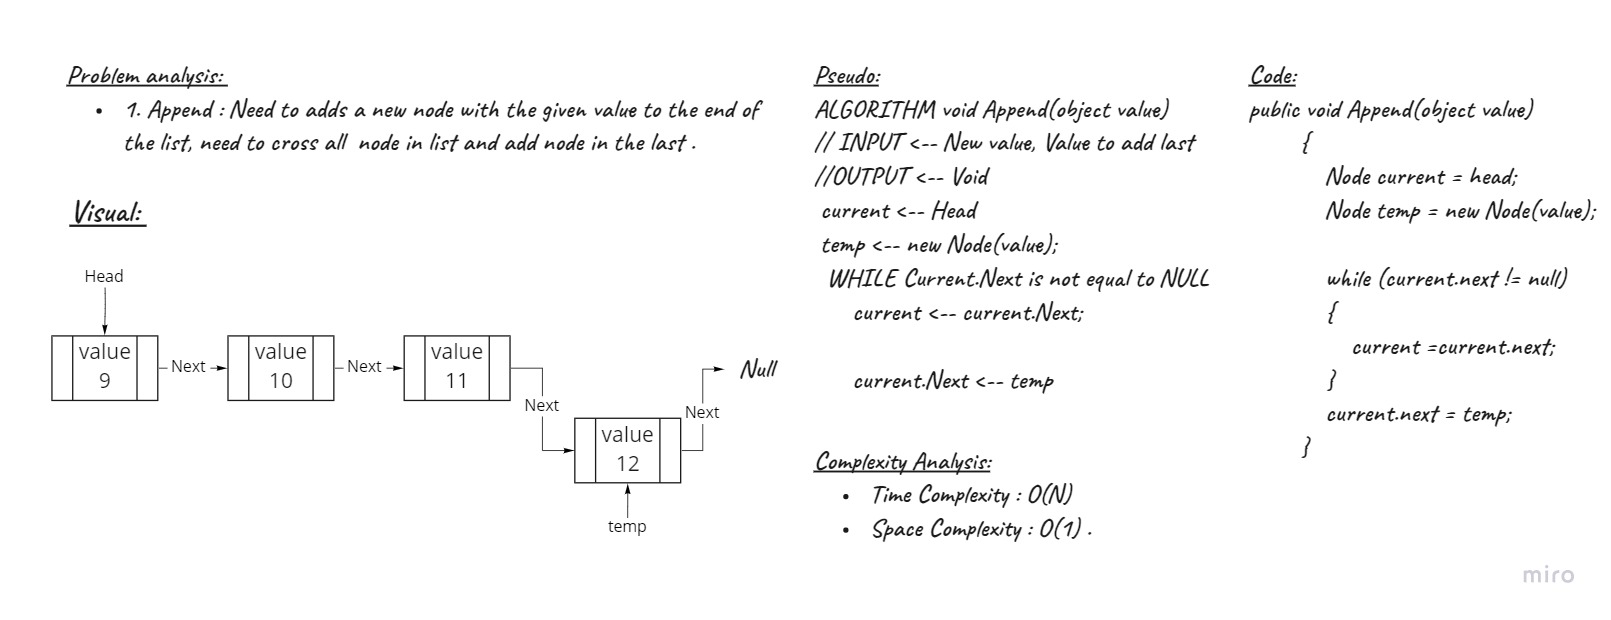 Problem analysis:
• 1. Append : Need to adds a new node with the given value to the end of
the list, need to cross all node in list and add node in the last .
Visual:
Head
value
9
Next
value
10
Next
value
11
Next
value
12
Next
Null
temp
Pseudo:
ALGORITHM void Append(object value)
// INPUT <-- New value, Value to add last
//OUTPUT <-- Void
current <-- Head
temp <-- new Node(value);
WHILE Current.Next is not equal to NULL
current <-- current.Next;
current.Next <-- temp
Complexity Analysis:
• Time Complexity : O(N)
• Space Complexity : O(1) .
Code:
public void Append(object value)
{
Node current = head;
Node temp = new Node(value);
while (current.next != null)
{
current =current.next;
}
current.next = temp;
}
miro